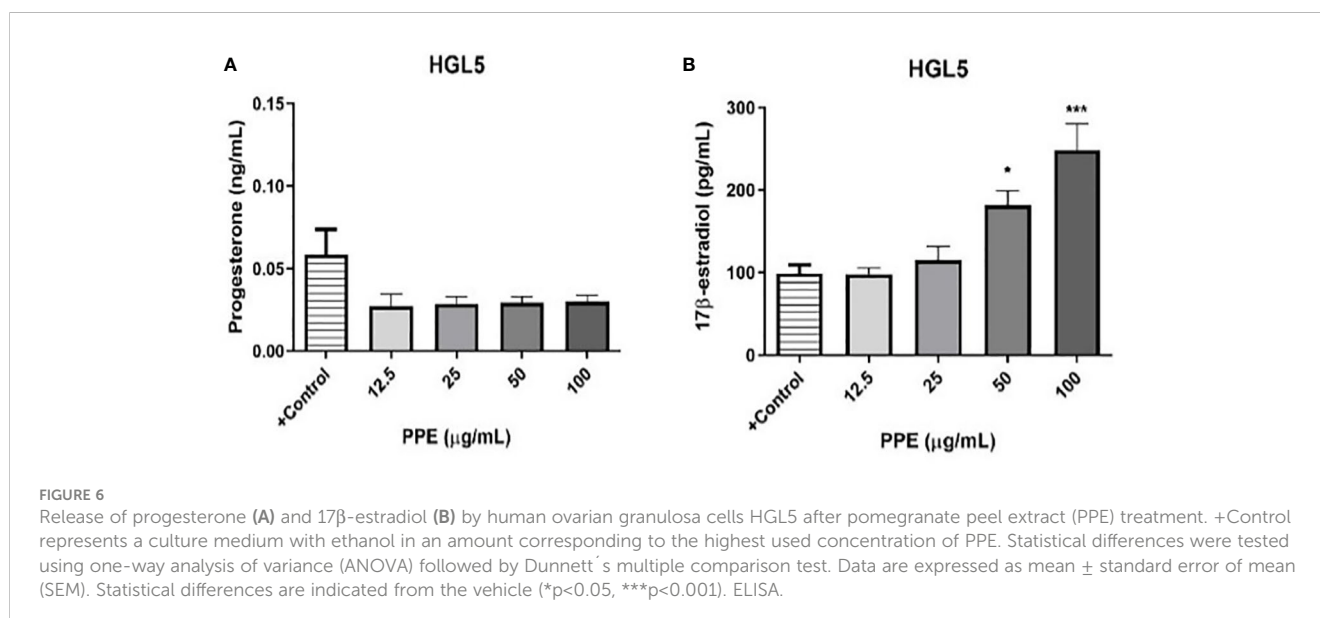 A
HGL5
Progesterone (ng/mL)
0.15
0.10
0.05
0.00
+Control
12.5
25
50
100
PPE (μg/mL)
B
HGL5
17β-estradiol (pg/mL)
300
200
100
0
*
***
+Control
12.5
25
50
100
PPE (μg/mL)
FIGURE 6
Release of progesterone (A) and 17β-estradiol (B) by human ovarian granulosa cells HGL5 after pomegranate peel extract (PPE) treatment. +Control
represents a culture medium with ethanol in an amount corresponding to the highest used concentration of PPE. Statistical differences were tested
using one-way analysis of variance (ANOVA) followed by Dunnett´s multiple comparison test. Data are expressed as mean ± standard error of mean
(SEM). Statistical differences are indicated from the vehicle (*p<0.05, ***p<0.001). ELISA.